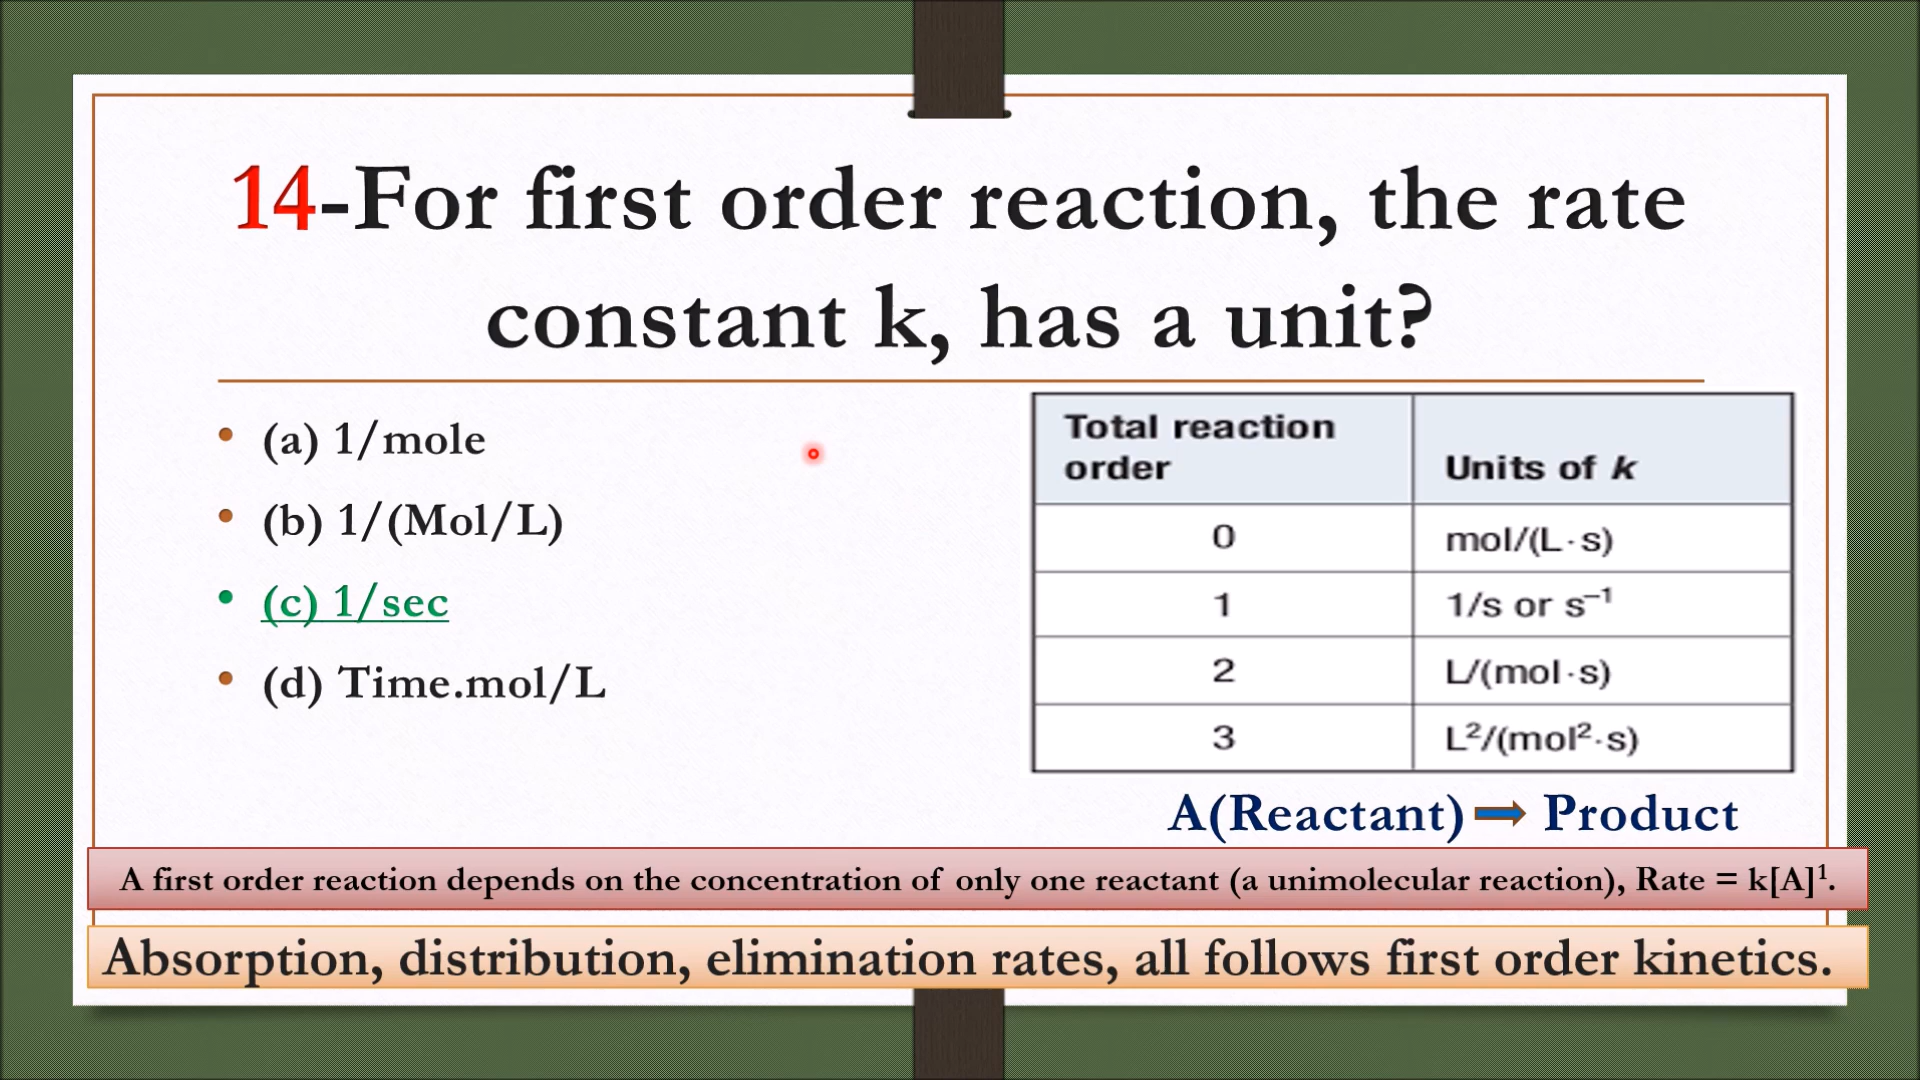 14-For first order reaction, the rate
constant k, has a unit?
• (a) 1/mole
• (b) 1/(Mol/L)
• (c) 1/sec
• (d) Time.mol/L
Total reaction
order Units of k
0 mol/(L·s)
1 1/s or s⁻¹
2 L/(mol·s)
3 L²/(mol²·s)
A(Reactant) ➡ Product
A first order reaction depends on the concentration of only one reactant (a unimolecular reaction), Rate = k[A]¹.
Absorption, distribution, elimination rates, all follows first order kinetics.